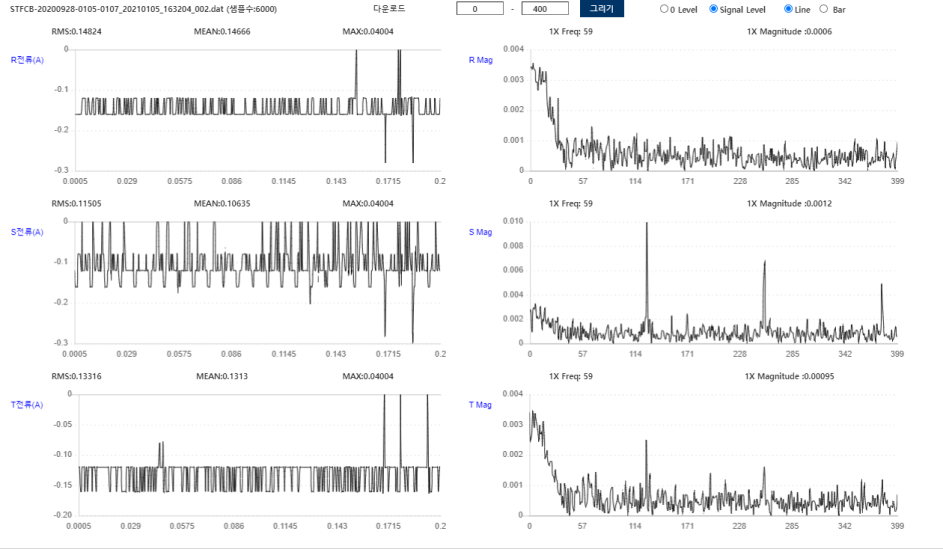 STFCB-20200928-0105-0107_20210105_163204_002.dat (샘플수:6000) 다운로드 0 - 400 그리기 0 Level Signal Level Line Bar
RMS:0.14824 MEAN:0.14666 MAX:0.04004 1X Freq: 59 1X Magnitude :0.0006
R전류(A) R Mag
0 -0.1 -0.2 -0.3
0.0005 0.029 0.0575 0.086 0.1145 0.143 0.1715 0.2
0.004 0.003 0.002 0.001 0
0 57 114 171 228 285 342 399
RMS:0.11505 MEAN:0.10635 MAX:0.04004 1X Freq: 59 1X Magnitude :0.0012
S전류(A) S Mag
0 -0.1 -0.2 -0.3
0.0005 0.029 0.0575 0.086 0.1145 0.143 0.1715 0.2
0.010 0.008 0.006 0.004 0.002 0
0 57 114 171 228 285 342 399
RMS:0.13316 MEAN:0.1313 MAX:0.04004 1X Freq: 59 1X Magnitude :0.00095
T전류(A) T Mag
0 -0.05 -0.10 -0.15 -0.20
0.0005 0.029 0.0575 0.086 0.1145 0.143 0.1715 0.2
0.004 0.003 0.002 0.001 0
0 57 114 171 228 285 342 399